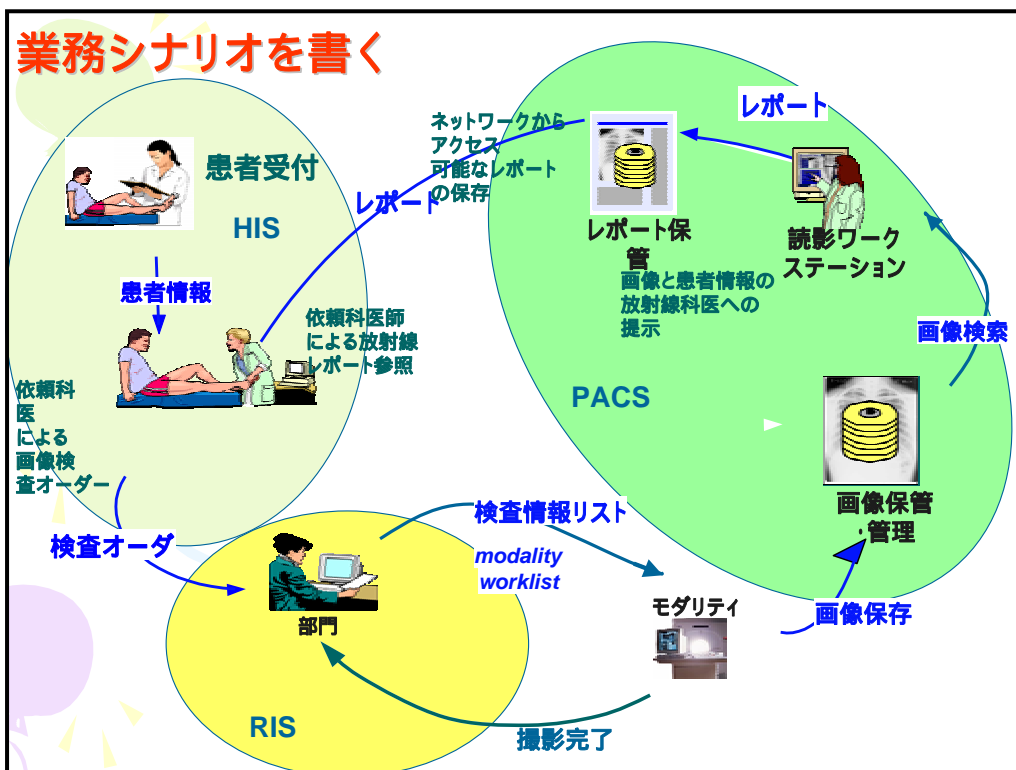 業務シナリオを書く
患者受付
HIS
患者情報
依頼科医師
による放射線
レポート参照
依頼科
医
による
画像検
査オーダー
検査オーダ
レポート
ネットワークから
アクセス
可能なレポート
の保存
レポート
レポート保
管
読影ワーク
ステーション
画像と患者情報の
放射線科医への
提示
画像検索
PACS
画像保管
・管理
検査情報リスト
modality
worklist
モダリティ
画像保存
部門
RIS
撮影完了